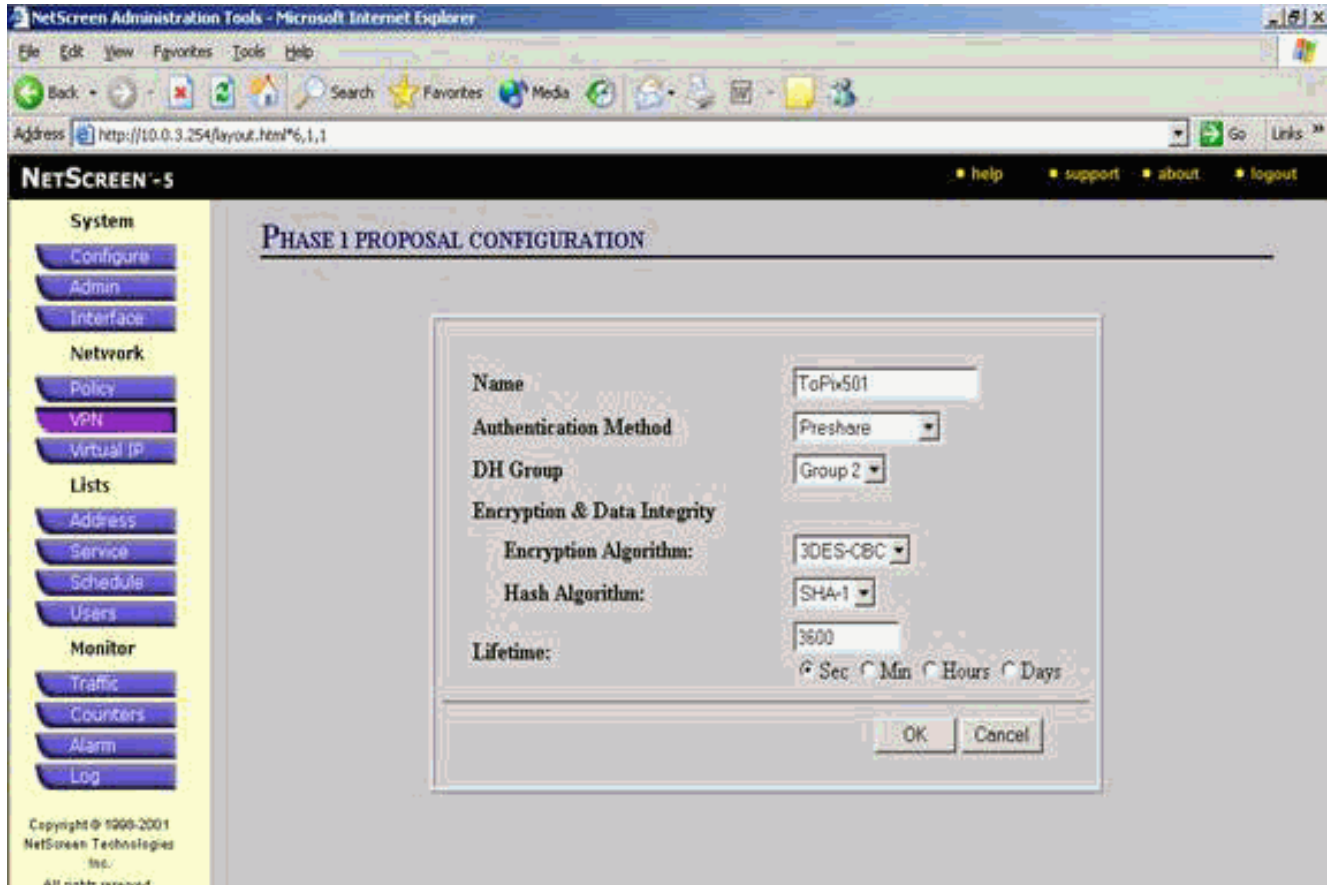 NetScreen Administration Tools - Microsoft Internet Explorer
File Edit View Favorites Tools Help
Back Search Favorites Media
Address http://10.0.3.254/layout.html*6,1,1 Go Links »
NETSCREEN-5 help support about logout
System
Configure
Admin
Interface
Network
Policy
VPN
Virtual IP
Lists
Address
Service
Schedule
Users
Monitor
Traffic
Counters
Alarm
Log
Copyright © 1998-2001
NetScreen Technologies
Inc.
All rights reserved
PHASE 1 PROPOSAL CONFIGURATION
Name ToPix501
Authentication Method Preshare
DH Group Group 2
Encryption & Data Integrity
Encryption Algorithm: 3DES-CBC
Hash Algorithm: SHA-1
Lifetime: 3600
Sec Min Hours Days
OK Cancel